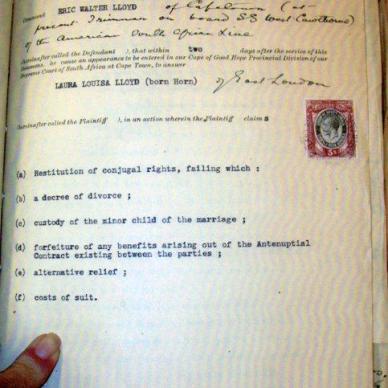 Command ERIC WALTER LLOYD of Capetown (at
present Trimmer on board S.S. West Cawthorne)
of the American South African Line
hereinafter called the Defendant ), that within two days after the service of this
summons, he cause an appearance to be entered in our Cape of Good Hope Provincial Division of our
Supreme Court of South Africa at Cape Town, to answer
LAURA LOUISA LLOYD (born Horn) of East London
hereinafter called the Plaintiff ), in an action wherein the Plaintiff claims
(a) Restitution of conjugal rights, failing which :
(b) a decree of divorce ;
(c) custody of the minor child of the marriage ;
(d) forfeiture of any benefits arising out of the Antenuptial
Contract existing between the parties ;
(e) alternative relief ;
(f) costs of suit.